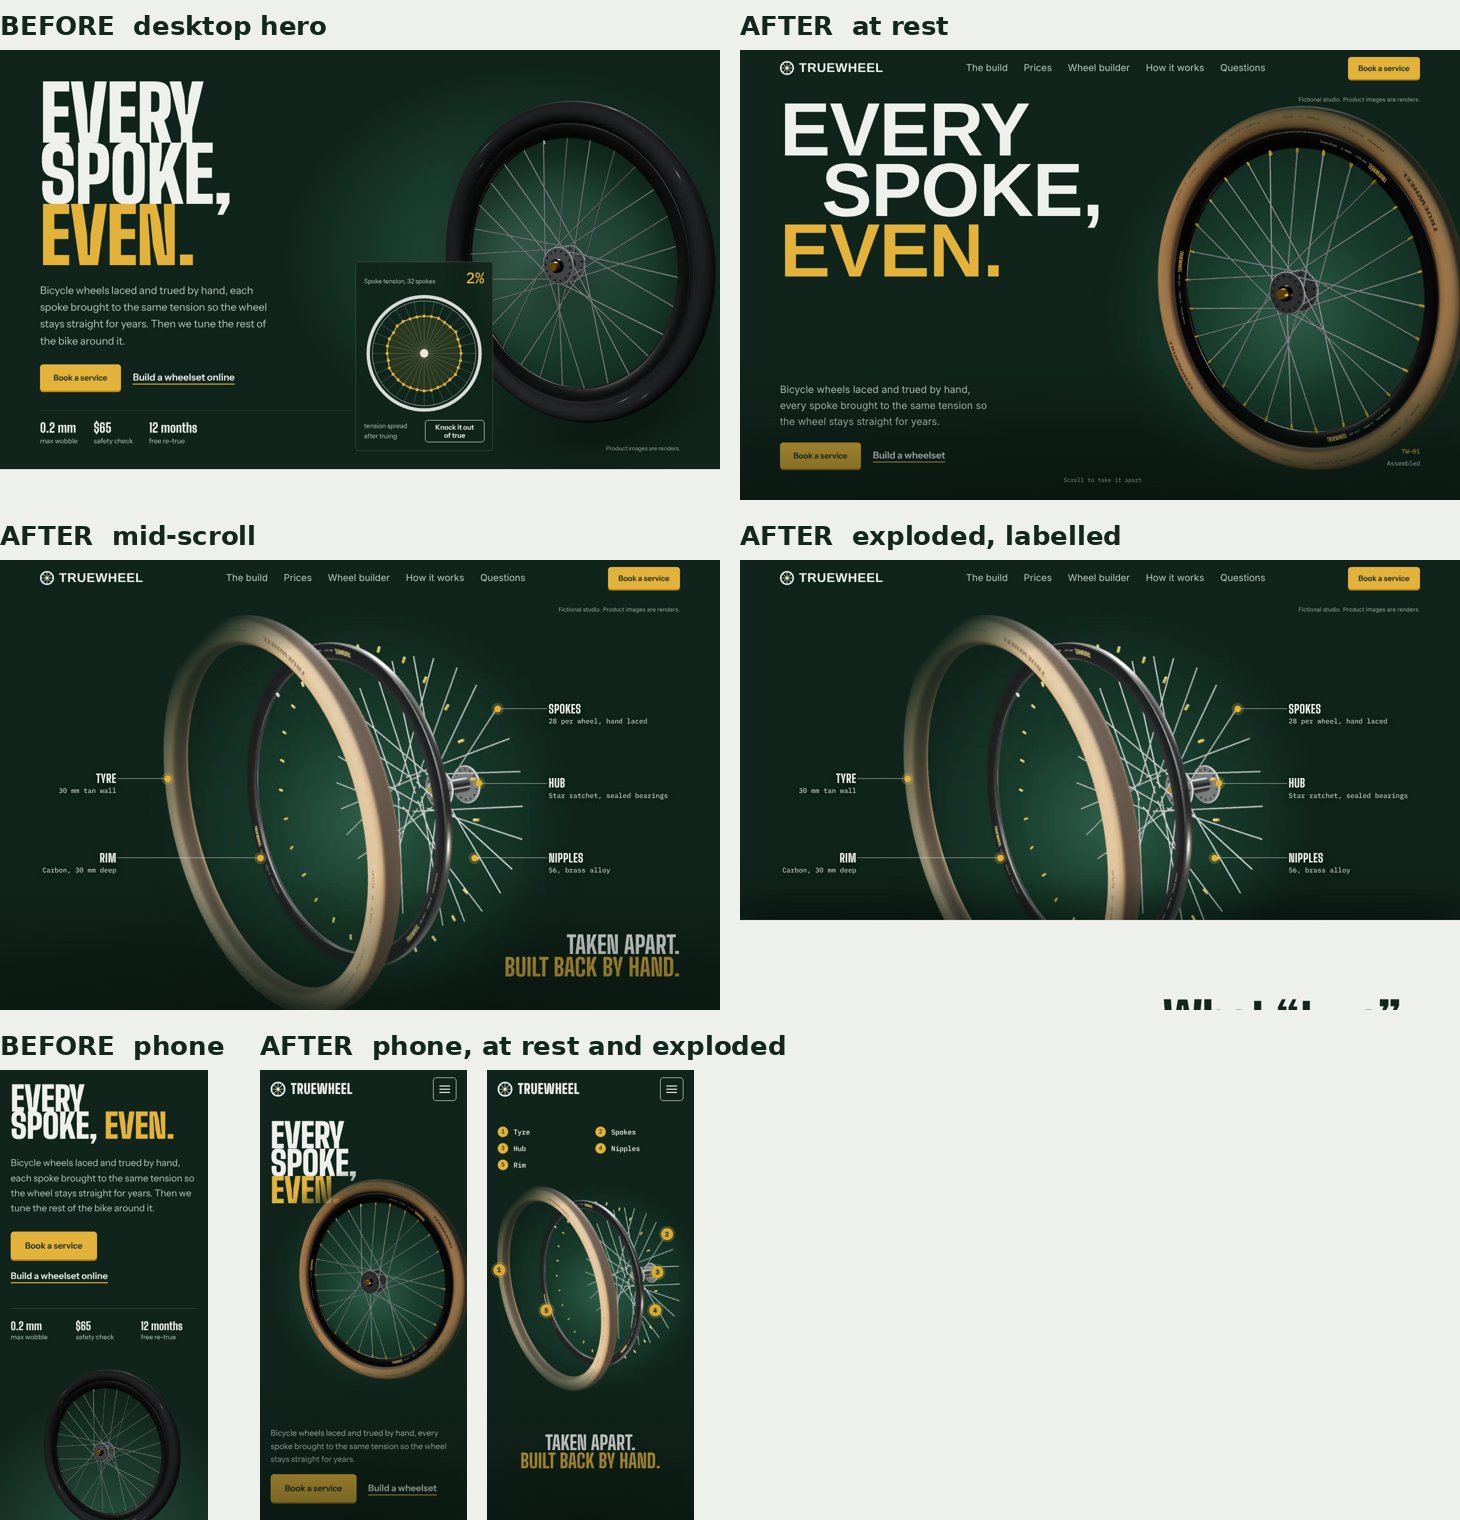 BEFORE desktop hero
EVERY
SPOKE,
EVEN.
Bicycle wheels laced and trued by hand, each
spoke brought to the same tension so the wheel
stays straight for years. Then we tune the rest of
the bike around it.
Book a service
Build a wheelset online
0.2 mm
max wobble
$65
safety check
12 months
free re-true
Spoke tension, 32 spokes
2%
tension spread
after truing
Knock it out
of true
Product images are renders.
AFTER at rest
TRUEWHEEL
The build
Prices
Wheel builder
How it works
Questions
Book a service
Fictional studio. Product images are renders.
EVERY
SPOKE,
EVEN.
TRUEWHEEL
TRUEWHEEL
Bicycle wheels laced and trued by hand,
every spoke brought to the same tension so
the wheel stays straight for years.
Book a service
Build a wheelset
Scroll to take it apart
TW-01
Assembled
AFTER mid-scroll
TRUEWHEEL
The build
Prices
Wheel builder
How it works
Questions
Book a service
Fictional studio. Product images are renders.
SPOKES
28 per wheel, hand laced
TYRE
30 mm tan wall
HUB
Star ratchet, sealed bearings
RIM
Carbon, 30 mm deep
NIPPLES
56, brass alloy
TAKEN APART.
BUILT BACK BY HAND.
AFTER exploded, labelled
TRUEWHEEL
The build
Prices
Wheel builder
How it works
Questions
Book a service
Fictional studio. Product images are renders.
SPOKES
28 per wheel, hand laced
TYRE
30 mm tan wall
HUB
Star ratchet, sealed bearings
RIM
Carbon, 30 mm deep
NIPPLES
56, brass alloy
BEFORE phone
EVERY
SPOKE, EVEN.
Bicycle wheels laced and trued by hand,
each spoke brought to the same tension so
the wheel stays straight for years. Then we
tune the rest of the bike around it.
Book a service
Build a wheelset online
0.2 mm
max wobble
$65
safety check
12 months
free re-true
AFTER phone, at rest and exploded
TRUEWHEEL
EVERY
SPOKE,
EVEN.
Bicycle wheels laced and trued by hand, every
spoke brought to the same tension so the wheel
stays straight for years.
Book a service
Build a wheelset
TRUEWHEEL
1 Tyre
2 Spokes
3 Hub
4 Nipples
5 Rim
1
2
3
4
5
TAKEN APART.
BUILT BACK BY HAND.